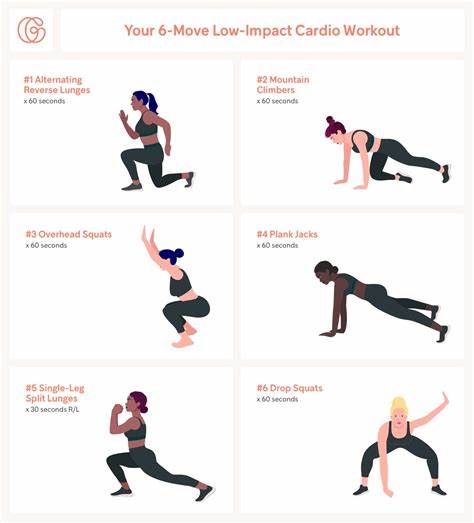 Your 6-Move Low-Impact Cardio Workout
#1 Alternating
Reverse Lunges
x 60 seconds
#2 Mountain
Climbers
x 60 seconds
#3 Overhead Squats
x 60 seconds
#4 Plank Jacks
x 60 seconds
#5 Single-Leg
Split Lunges
x 30 seconds R/L
#6 Drop Squats
x 60 seconds